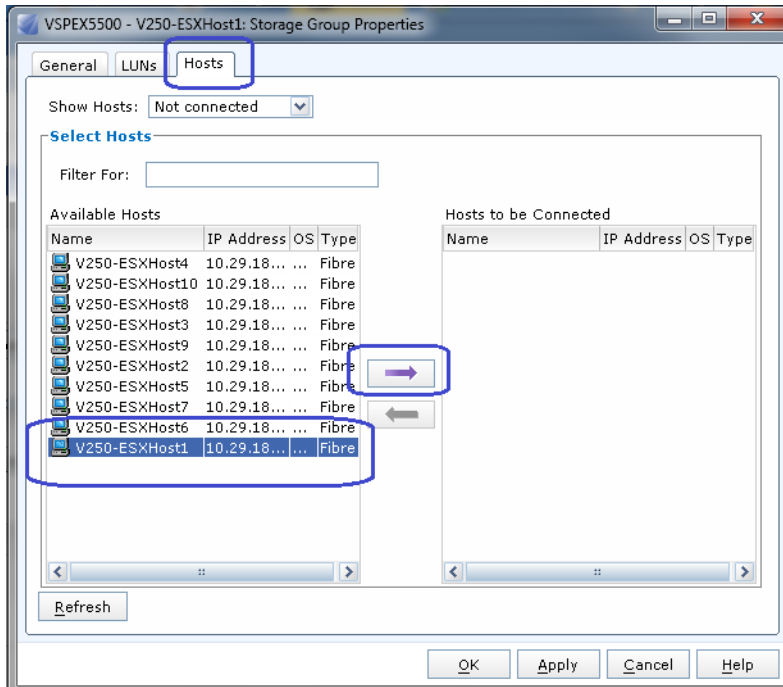 VSPEX5500 - V250-ESXHost1: Storage Group Properties
General LUNs Hosts
Show Hosts: Not connected
Select Hosts
Filter For:
Available Hosts
Name IP Address OS Type
V250-ESXHost4 10.29.18... ... Fibre
V250-ESXHost10 10.29.18... ... Fibre
V250-ESXHost8 10.29.18... ... Fibre
V250-ESXHost3 10.29.18... ... Fibre
V250-ESXHost9 10.29.18... ... Fibre
V250-ESXHost2 10.29.18... ... Fibre
V250-ESXHost5 10.29.18... ... Fibre
V250-ESXHost7 10.29.18... ... Fibre
V250-ESXHost6 10.29.18... ... Fibre
V250-ESXHost1 10.29.18... ... Fibre
Hosts to be Connected
Name IP Address OS Type
Refresh
OK Apply Cancel Help